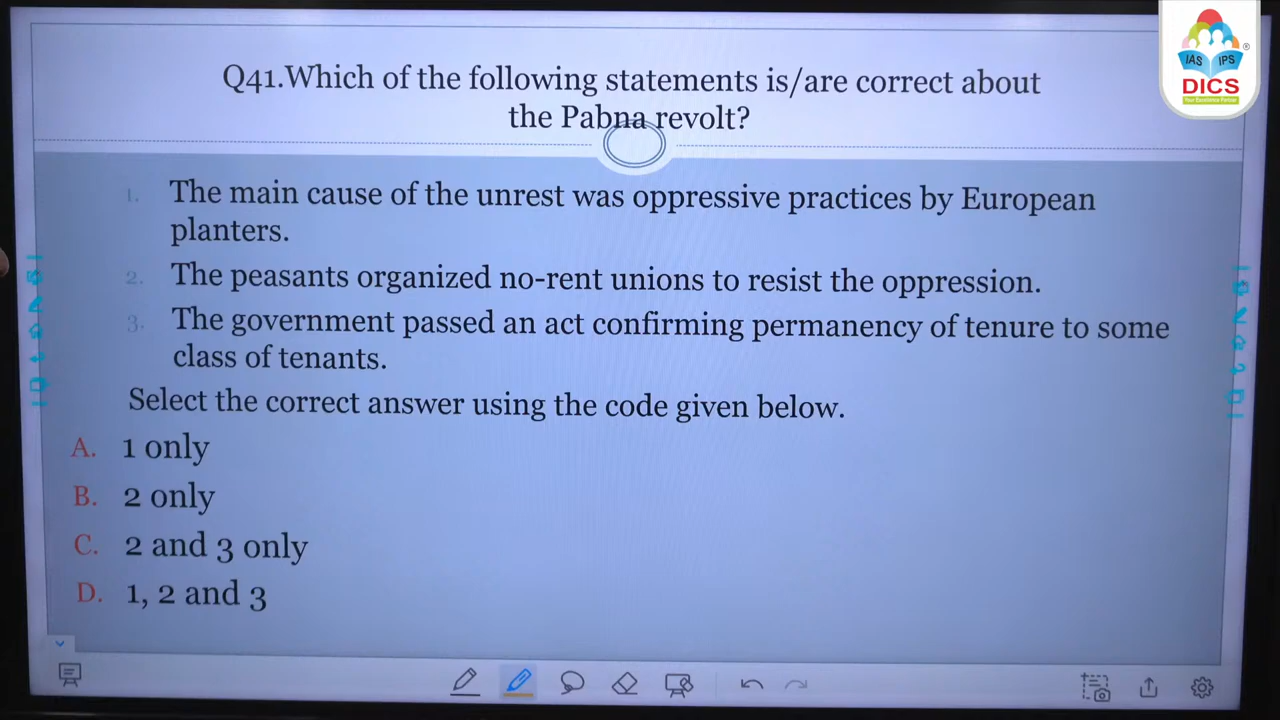 IAS IPS
DICS
Your Excellence Partner
Q41.Which of the following statements is/are correct about
the Pabna revolt?
1. The main cause of the unrest was oppressive practices by European
planters.
2. The peasants organized no-rent unions to resist the oppression.
3. The government passed an act confirming permanency of tenure to some
class of tenants.
Select the correct answer using the code given below.
A. 1 only
B. 2 only
C. 2 and 3 only
D. 1, 2 and 3